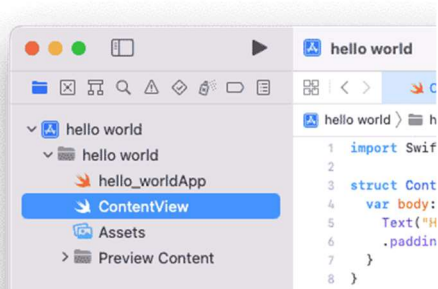 hello world
hello world
hello world
hello_worldApp
ContentView
Assets
Preview Content
hello world
1 import Swif
2
3 struct Cont
4 var body:
5 Text("H
6 .paddin
7 }
8 }